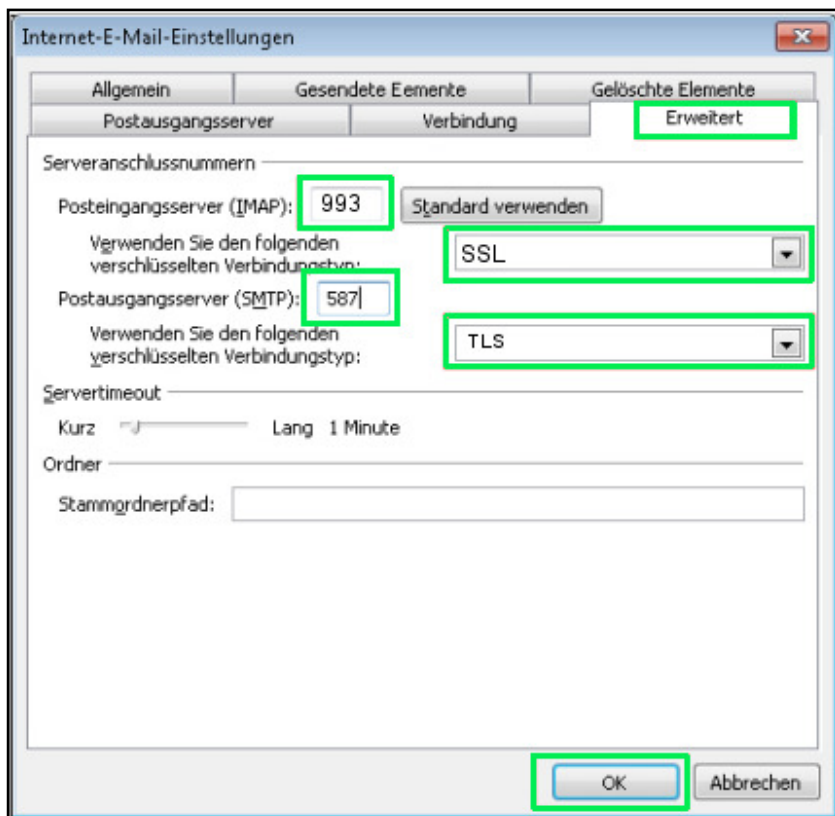 Internet-E-Mail-Einstellungen
Allgemein Gesendete Eemente Gelöschte Elemente
Postausgangsserver Verbindung Erweitert
Serveranschlussnummern
Posteingangsserver (IMAP): 993 Standard verwenden
Verwenden Sie den folgenden
verschlüsselten Verbindungstyp: SSL
Postausgangsserver (SMTP): 587
Verwenden Sie den folgenden
verschlüsselten Verbindungstyp: TLS
Servertimeout
Kurz Lang 1 Minute
Ordner
Stammordnerpfad:
OK Abbrechen